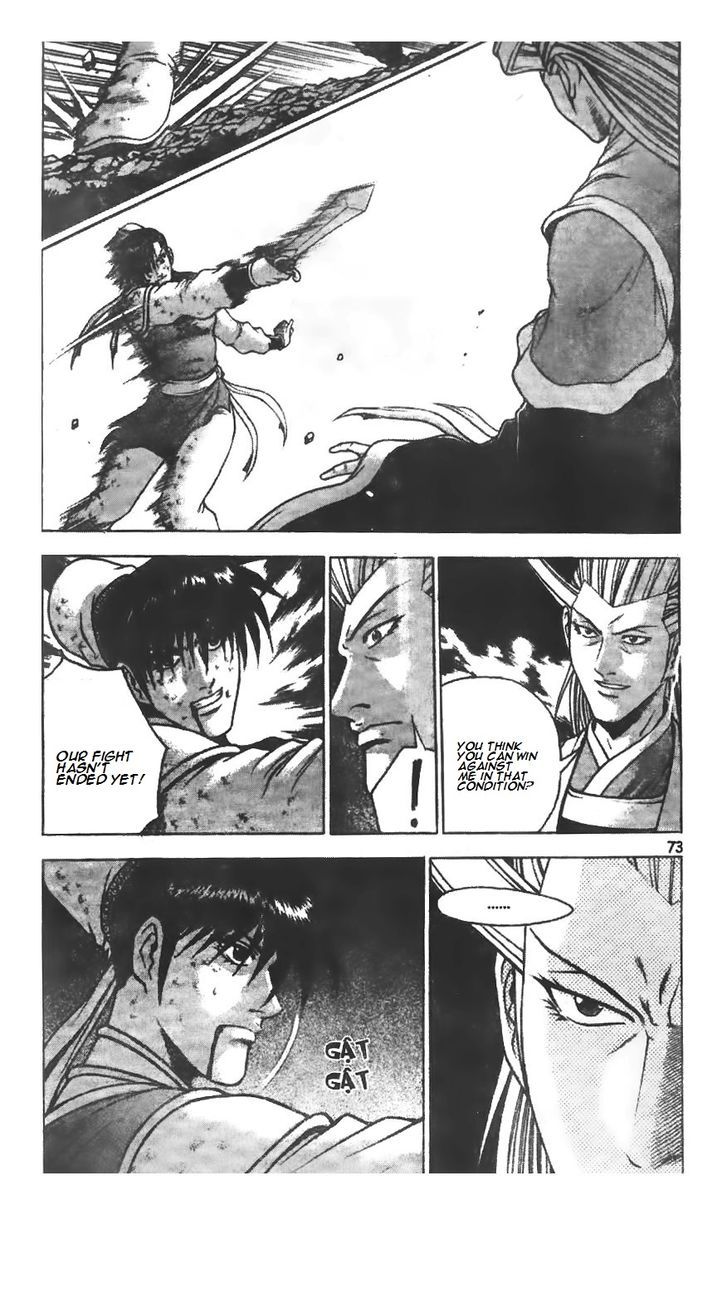 OUR FIGHT
HASN'T
ENDED YET!
!
YOU THINK
YOU CAN WIN
AGAINST
ME IN THAT
CONDITION?
73
GẬT
GẬT
......